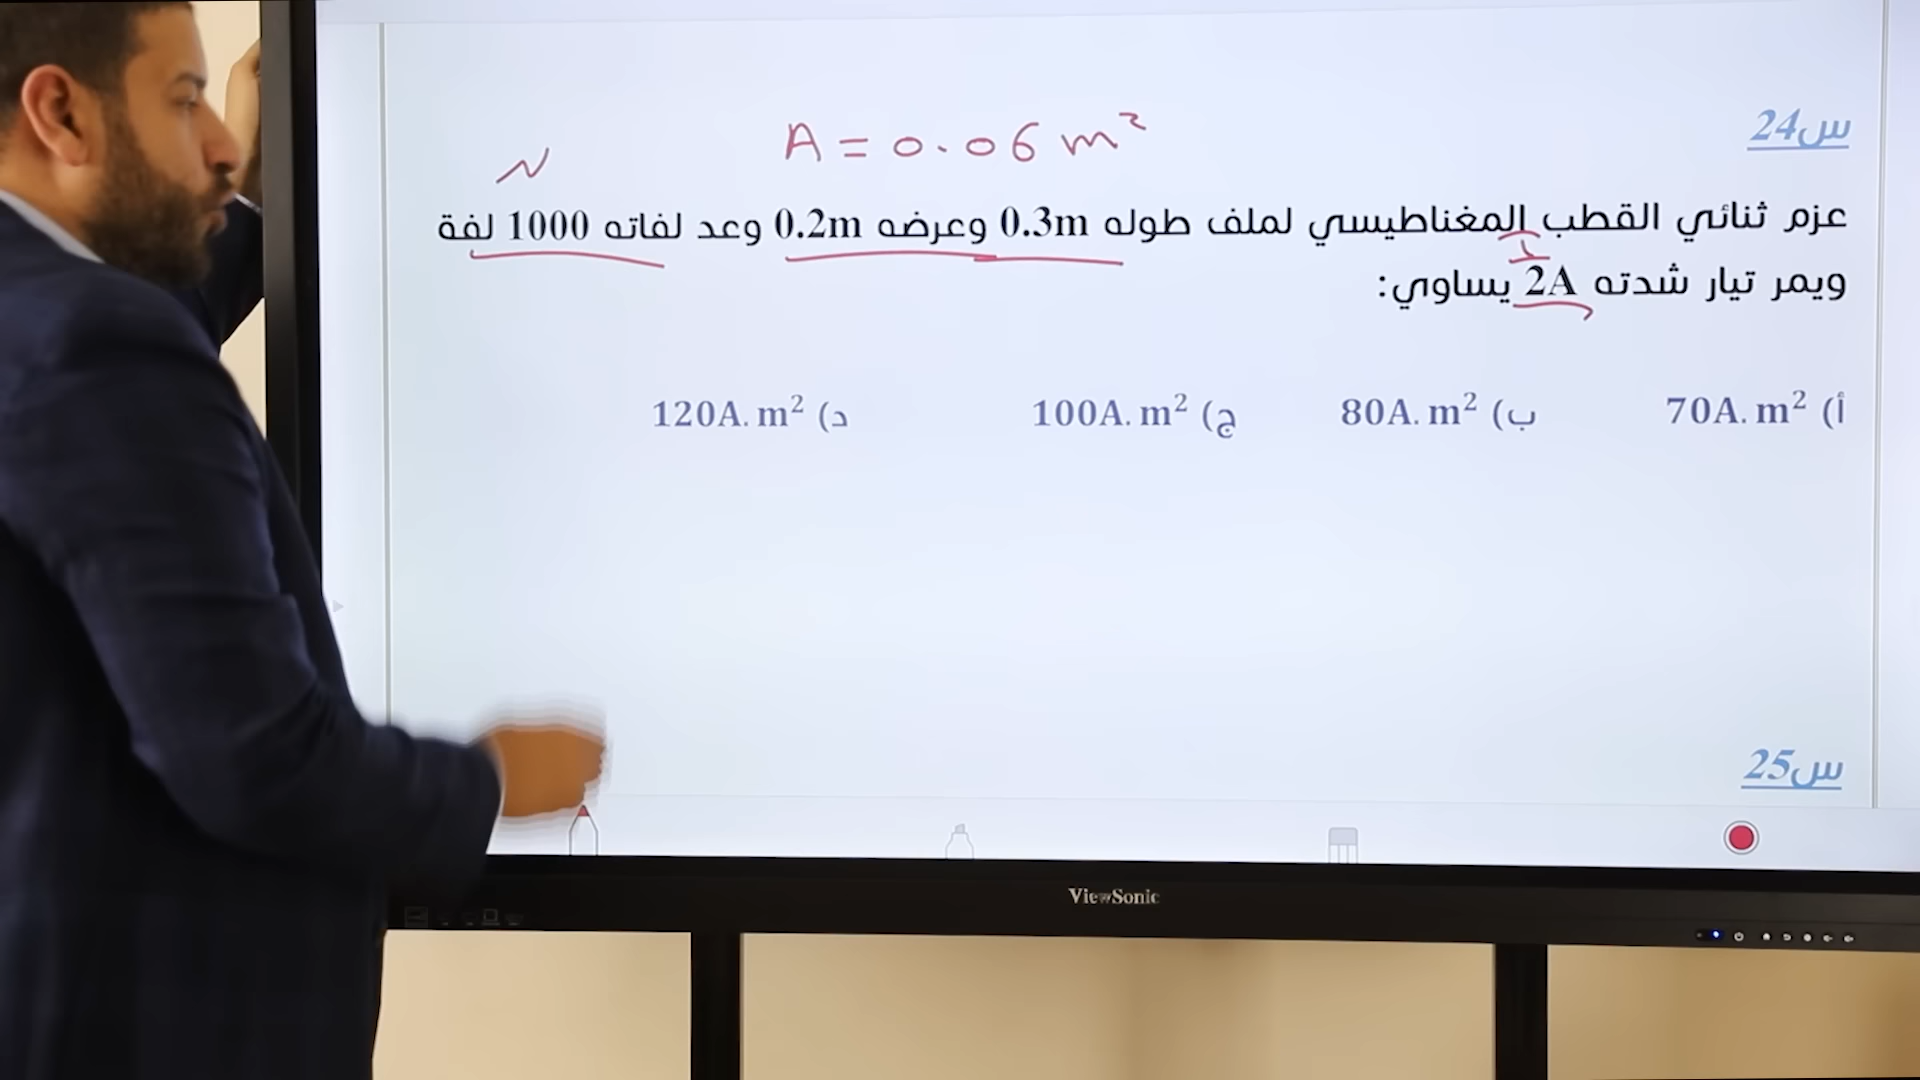 س24
A = 0.06 m²
N
عزم ثنائي القطب المغناطيسي لملف طوله 0.3m وعرضه 0.2m وعدد لفاته 1000 لفة
I
ويمر تيار شدته 2A يساوي:
أ) 70A.m² ب) 80A.m² ج) 100A.m² د) 120A.m²
س25
ViewSonic